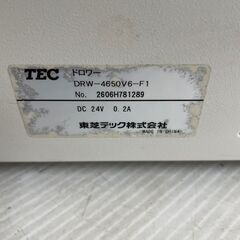 TEC ドロワー
DRW-4650V6-F1
No. 2606H781289
DC 24V 0.2A
東芝テック株式会社
MADE IN CHINA